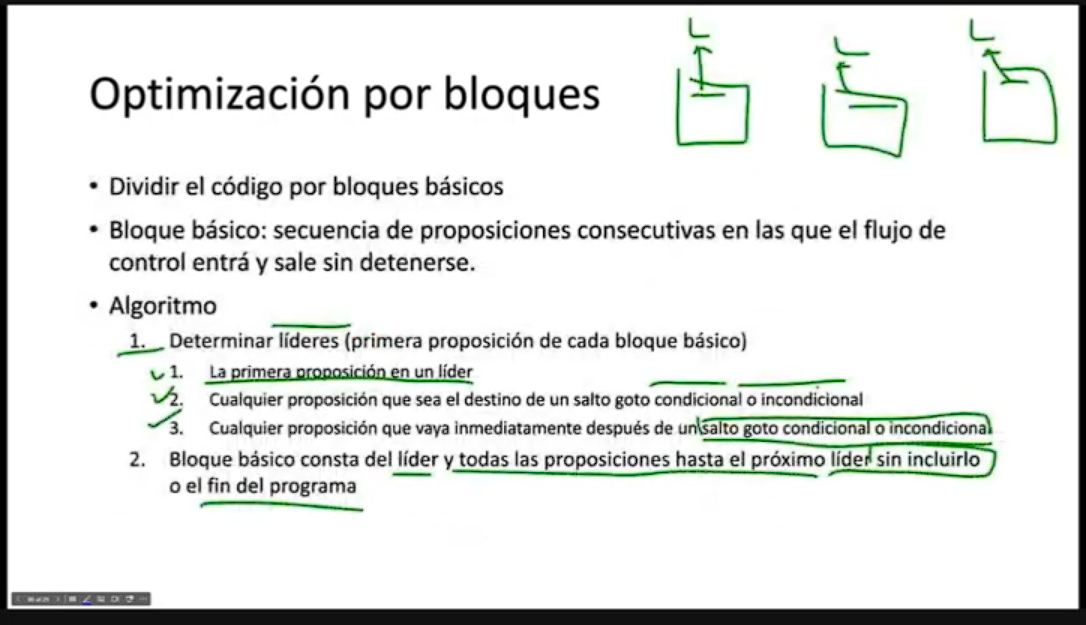 Optimización por bloques
L
L
L
• Dividir el código por bloques básicos
• Bloque básico: secuencia de proposiciones consecutivas en las que el flujo de
control entrá y sale sin detenerse.
• Algoritmo
1. Determinar líderes (primera proposición de cada bloque básico)
1. La primera proposición en un líder
2. Cualquier proposición que sea el destino de un salto goto condicional o incondicional
3. Cualquier proposición que vaya inmediatamente después de un salto goto condicional o incondicional
2. Bloque básico consta del líder y todas las proposiciones hasta el próximo líder sin incluirlo
o el fin del programa